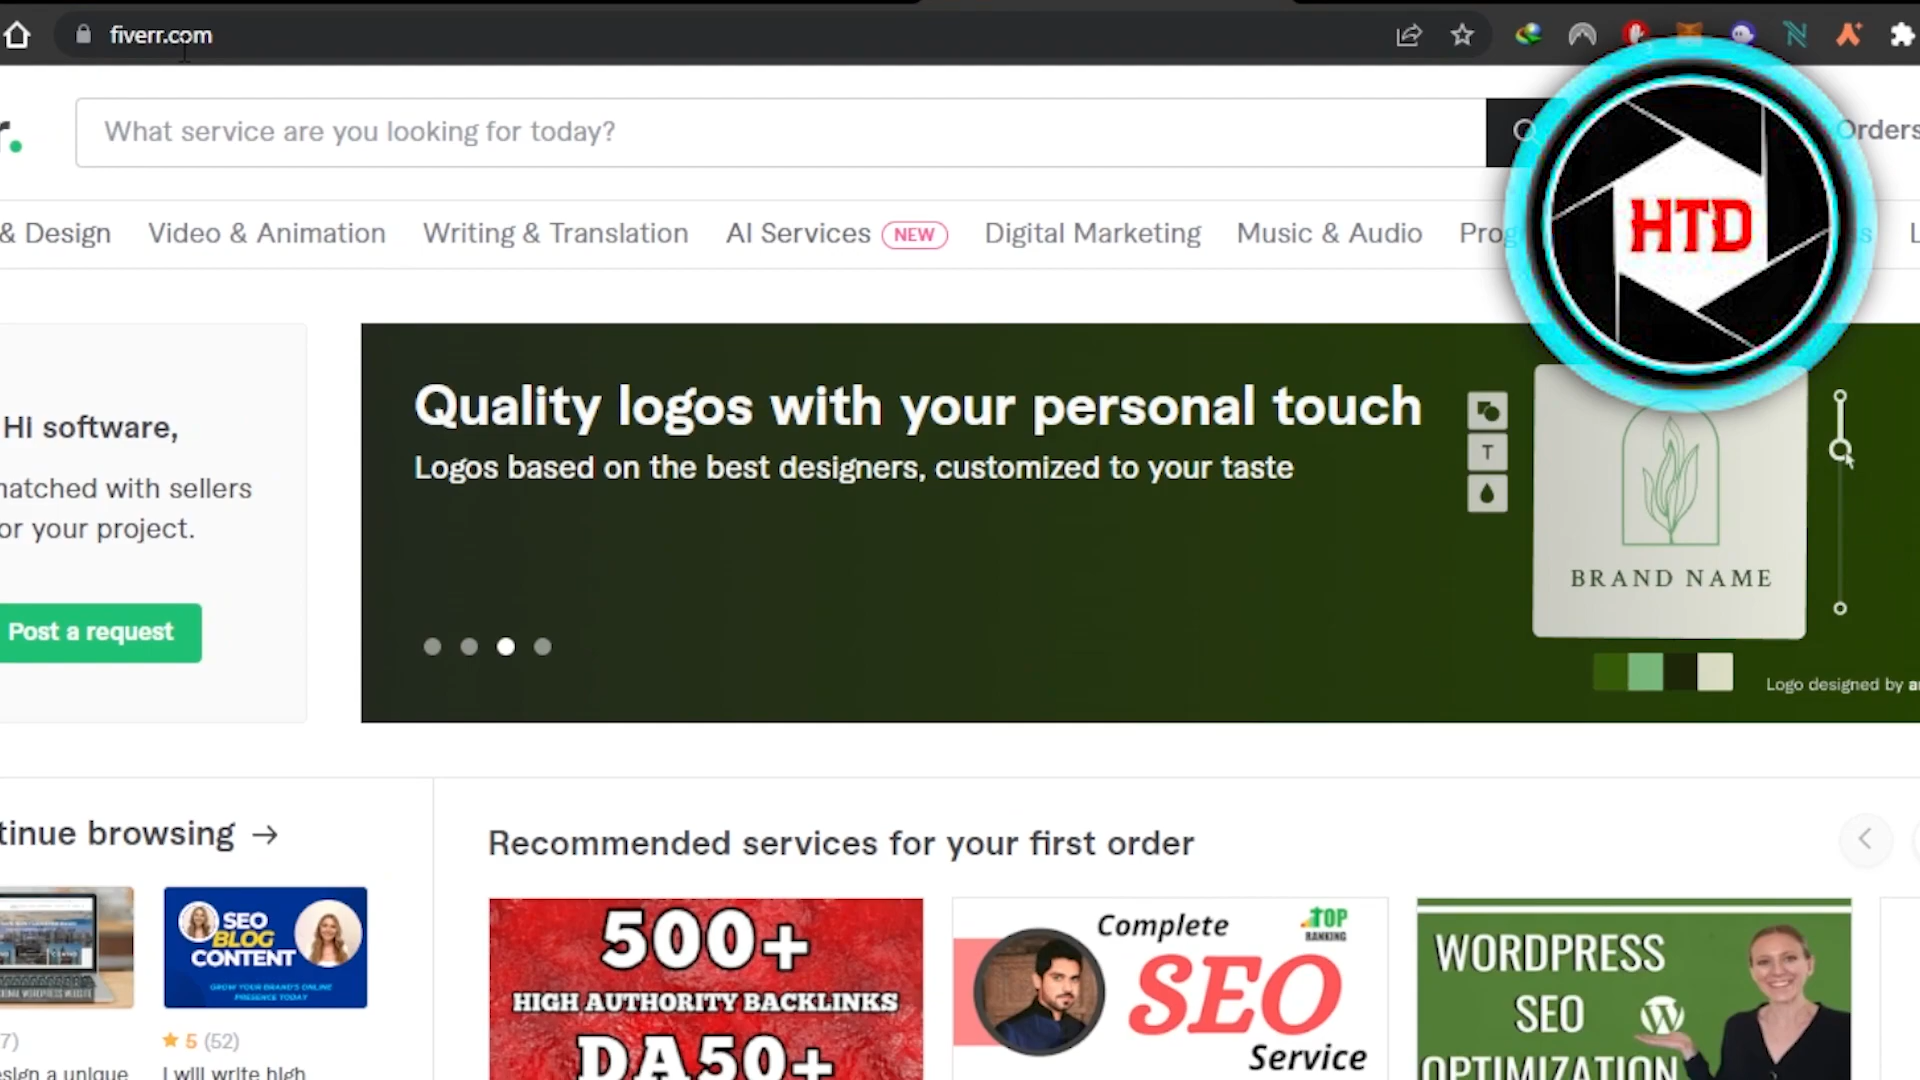 fiverr.com
r.
What service are you looking for today?
Orders
& Design Video & Animation Writing & Translation AI Services NEW Digital Marketing Music & Audio Prog
HTD
Hi software,
matched with sellers
or your project.
Post a request
Quality logos with your personal touch
Logos based on the best designers, customized to your taste
T
BRAND NAME
Logo designed by
tinue browsing →
Recommended services for your first order
SEO
BLOG
CONTENT
GROW YOUR BRAND'S ONLINE
PRESENCE TODAY
7)
5 (52)
sign a unique
I will write high
500+
HIGH AUTHORITY BACKLINKS
DA50+
Complete
TOP
RANKING
SEO
Service
WORDPRESS
SEO
OPTIMIZATION